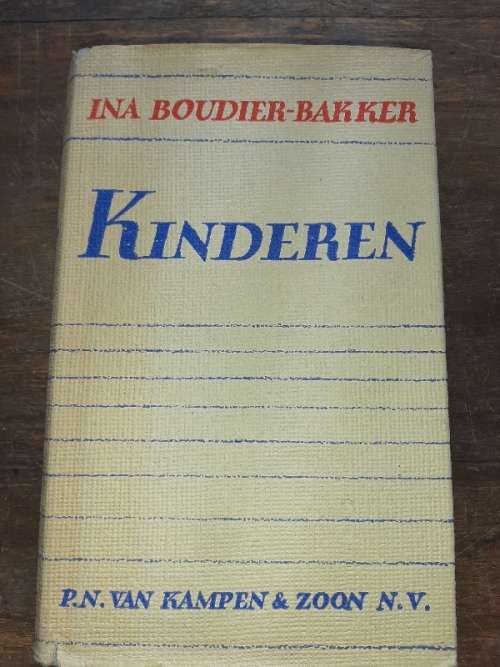 INA BOUDIER-BAKKER
KINDEREN
P.N. VAN KAMPEN & ZOON N.V.